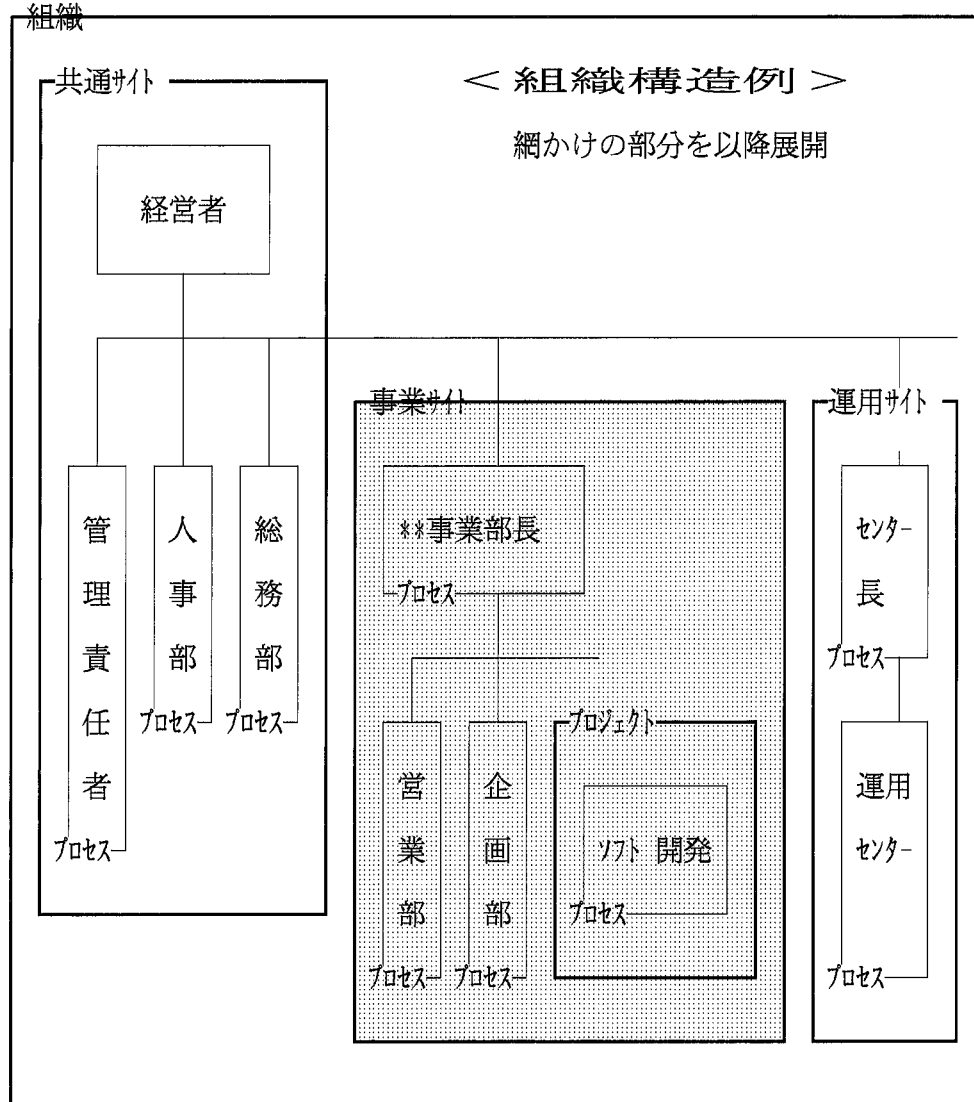 組織
共通サイト
＜ 組織構造例 ＞
網かけの部分を以降展開
経営者
管理責任者
プロセス
人事部
プロセス
総務部
プロセス
事業サイト
**事業部長
プロセス
営業部
プロセス
企画部
プロセス
プロジェクト
ソフト 開発
プロセス
運用サイト
センター
長
プロセス
運用
センター
プロセス